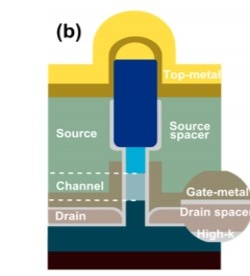 (b)
Top-metal
Source
Source
spacer
Channel
Gate-metal
Drain
Drain spacer
High-k